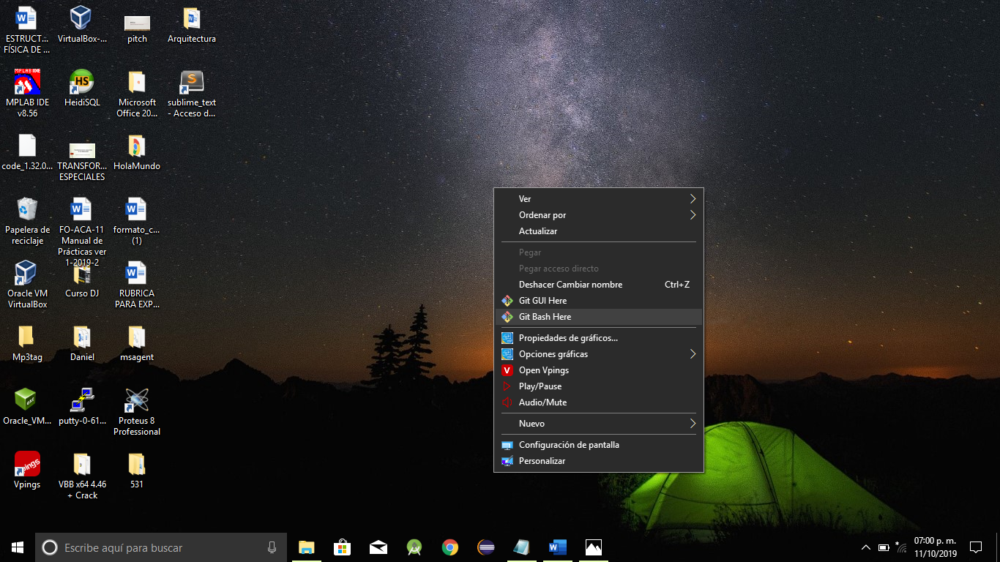 ESTRUCT...
FÍSICA DE ...
VirtualBox-...
pitch
Arquitectura
MPLAB IDE
MPLAB IDE
v8.56
HS
HeidiSQL
Microsoft
Office 20...
S
sublime_text
- Acceso d...
code_1.32.0...
TRANSFOR...
ESPECIALES
HolaMundo
Papelera de
reciclaje
FO-ACA-11
Manual de
Prácticas ver
1-2019-2
formato_c...
(1)
Oracle VM
VirtualBox
Curso DJ
RUBRICA
PARA EXP...
Mp3tag
Daniel
msagent
Oracle_VM...
putty-0-61...
Proteus 8
Professional
Vpings
Vpings
VBB x64 4.46
+ Crack
531
Ver
Ordenar por
Actualizar
Pegar
Pegar acceso directo
Deshacer Cambiar nombre Ctrl+Z
Git GUI Here
Git Bash Here
Propiedades de gráficos...
Opciones gráficas
V Open Vpings
Play/Pause
Audio/Mute
Nuevo
Configuración de pantalla
Personalizar
Escribe aquí para buscar
07:00 p. m.
11/10/2019